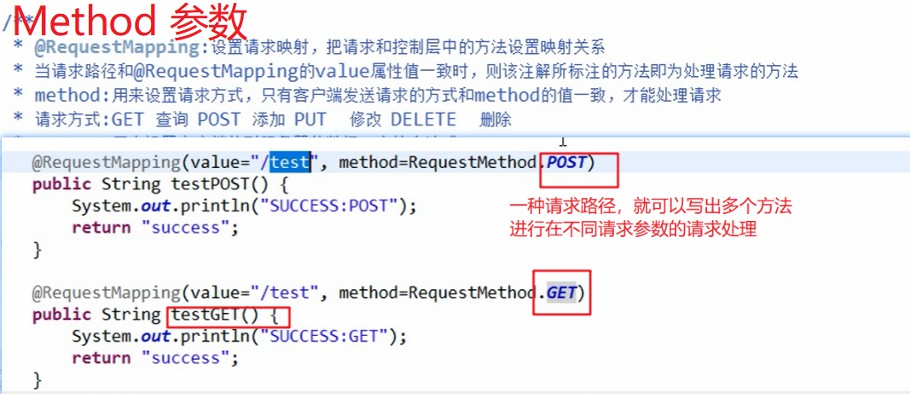 Method 参数
/**
* @RequestMapping:设置请求映射，把请求和控制层中的方法设置映射关系
* 当请求路径和@RequestMapping的value属性值一致时，则该注解所标注的方法即为处理请求的方法
* method:用来设置请求方式，只有客户端发送请求的方式和method的值一致，才能处理请求
* 请求方式:GET 查询 POST 添加 PUT 修改 DELETE 删除
@RequestMapping(value="/test", method=RequestMethod.POST)
public String testPOST() {
System.out.println("SUCCESS:POST");
return "success";
}
一种请求路径，就可以写出多个方法
进行在不同请求参数的请求处理
@RequestMapping(value="/test", method=RequestMethod.GET)
public String testGET() {
System.out.println("SUCCESS:GET");
return "success";
}